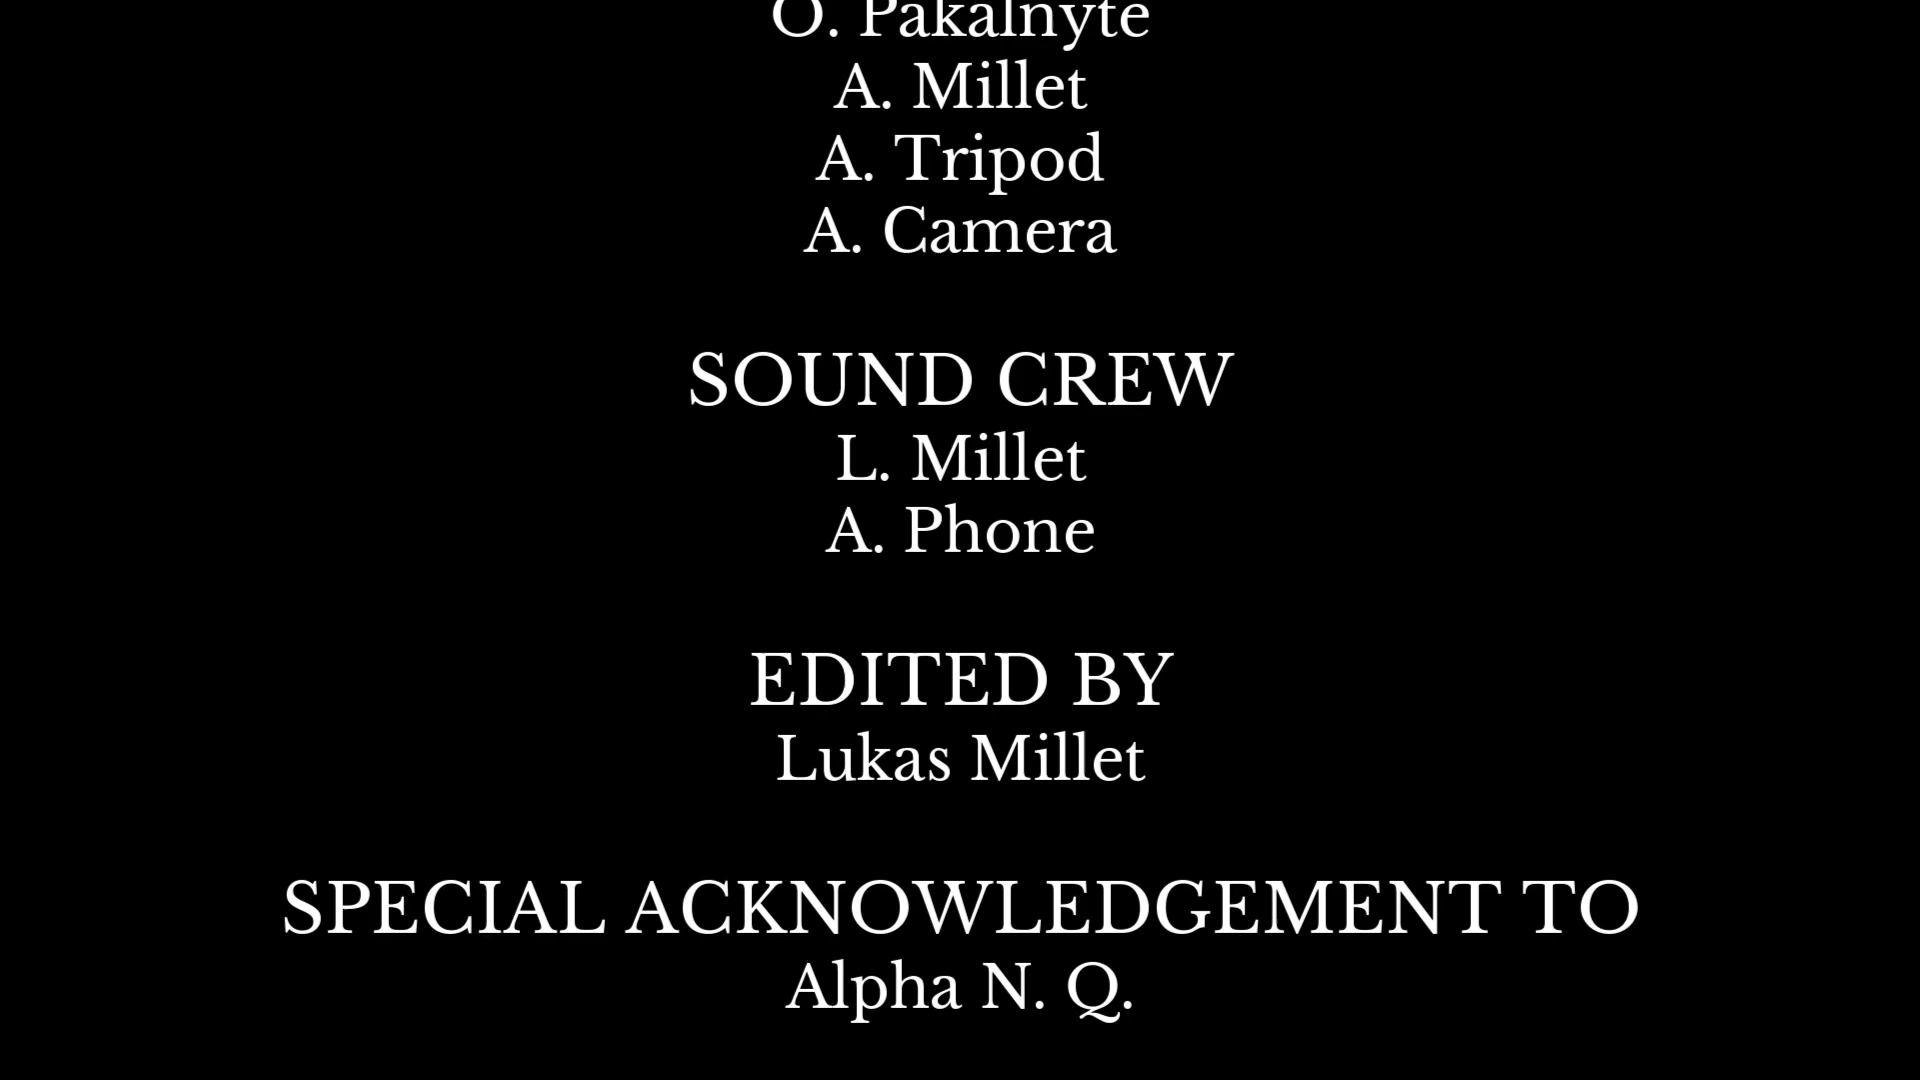 O. Pakalnyte
A. Millet
A. Tripod
A. Camera
SOUND CREW
L. Millet
A. Phone
EDITED BY
Lukas Millet
SPECIAL ACKNOWLEDGEMENT TO
Alpha N. Q.